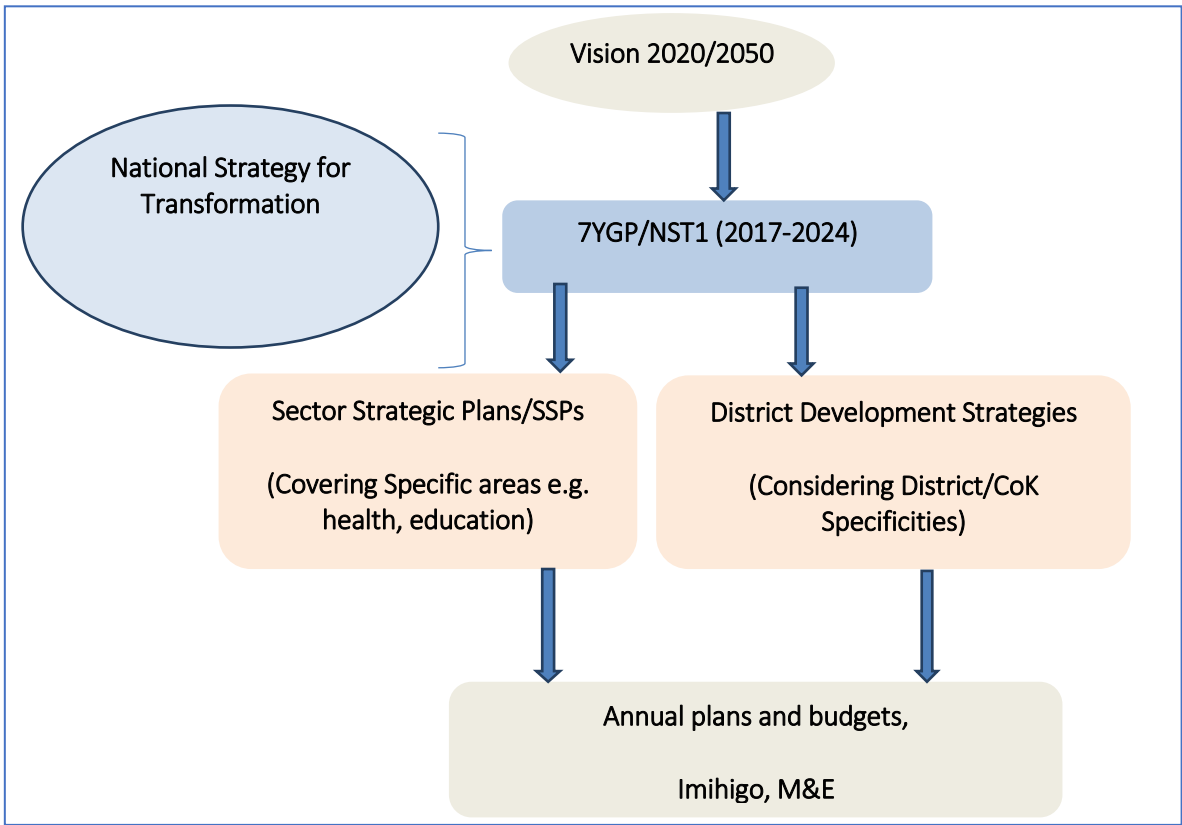 Vision 2020/2050
National Strategy for
Transformation
7YGP/NST1 (2017-2024)
Sector Strategic Plans/SSPs
(Covering Specific areas e.g.
health, education)
District Development Strategies
(Considering District/CoK
Specificities)
Annual plans and budgets,
Imihigo, M&E